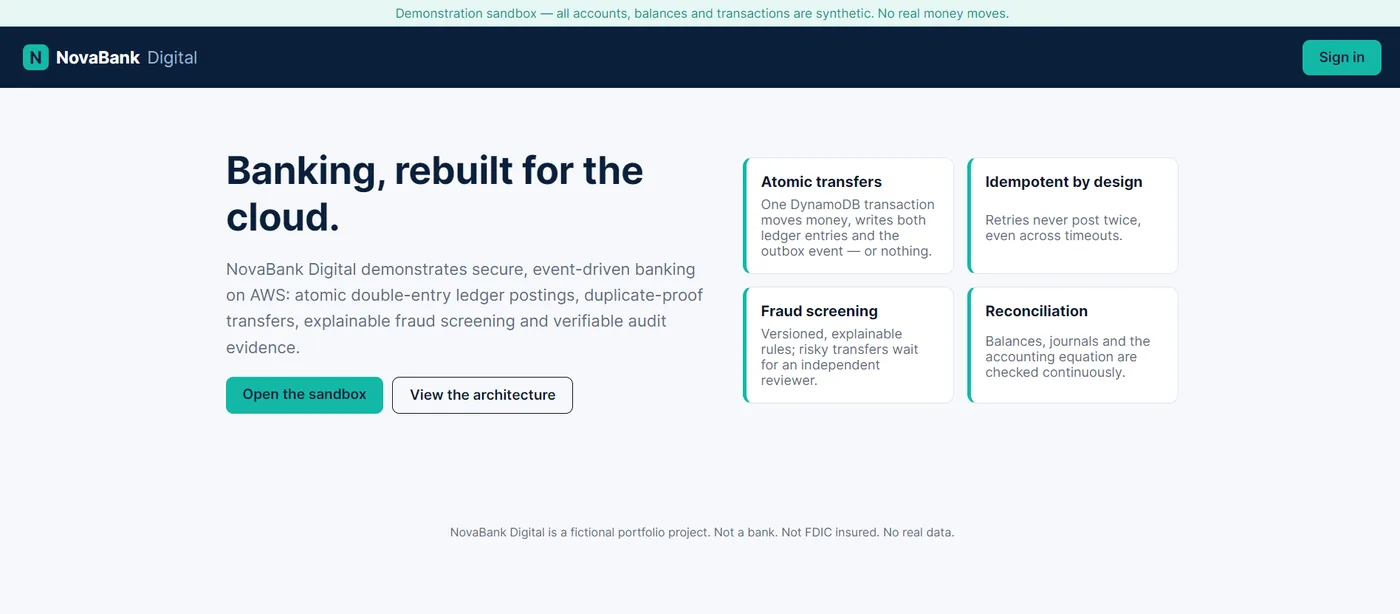 Demonstration sandbox — all accounts, balances and transactions are synthetic. No real money moves.
N NovaBank Digital
Sign in
Banking, rebuilt for the
cloud.
NovaBank Digital demonstrates secure, event-driven banking
on AWS: atomic double-entry ledger postings, duplicate-proof
transfers, explainable fraud screening and verifiable audit
evidence.
Open the sandbox
View the architecture
Atomic transfers
One DynamoDB transaction
moves money, writes both
ledger entries and the
outbox event — or nothing.
Idempotent by design
Retries never post twice,
even across timeouts.
Fraud screening
Versioned, explainable
rules; risky transfers wait
for an independent
reviewer.
Reconciliation
Balances, journals and the
accounting equation are
checked continuously.
NovaBank Digital is a fictional portfolio project. Not a bank. Not FDIC insured. No real data.